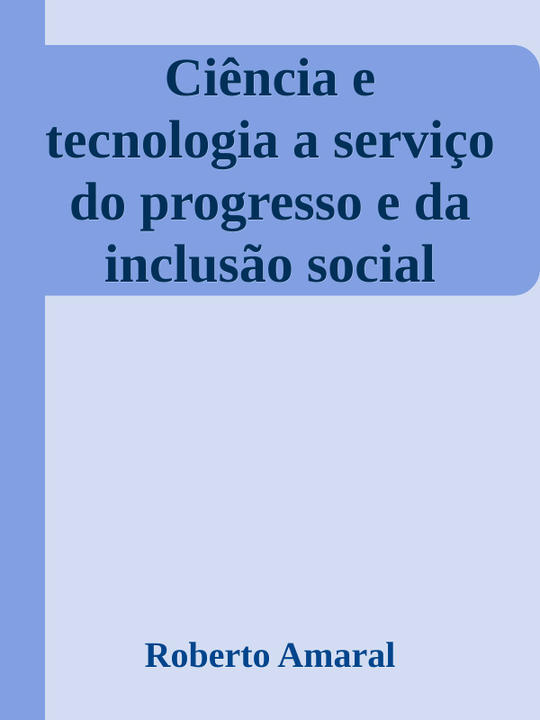 Ciência e
tecnologia a serviço
do progresso e da
inclusão social
Roberto Amaral